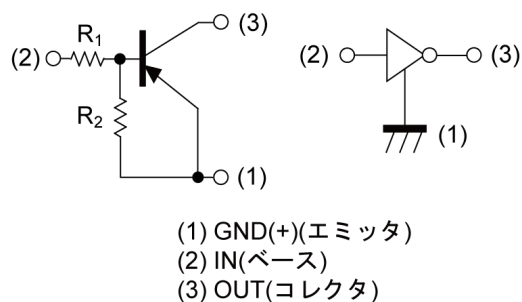 (3)
R₁
(2)
R₂
(1)
(2)
(3)
(1)
(1) GND(+)(エミッタ)
(2) IN(ベース)
(3) OUT(コレクタ)